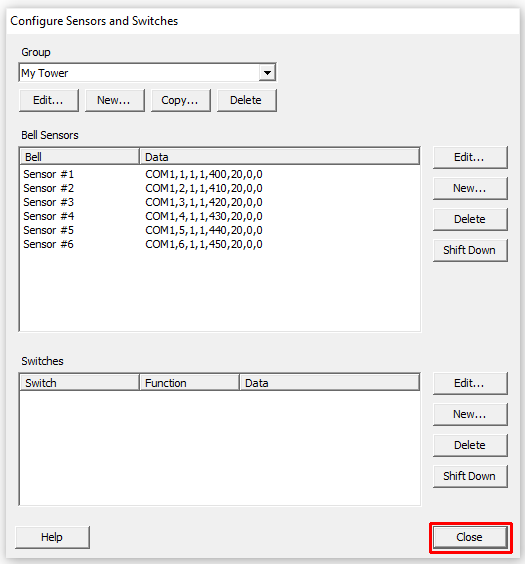 Configure Sensors and Switches
Group
My Tower
Edit... New... Copy... Delete
Bell Sensors
Bell Data
Sensor #1 COM1,1,1,1,400,20,0,0
Sensor #2 COM1,2,1,1,410,20,0,0
Sensor #3 COM1,3,1,1,420,20,0,0
Sensor #4 COM1,4,1,1,430,20,0,0
Sensor #5 COM1,5,1,1,440,20,0,0
Sensor #6 COM1,6,1,1,450,20,0,0
Edit...
New...
Delete
Shift Down
Switches
Switch Function Data
Edit...
New...
Delete
Shift Down
Help Close